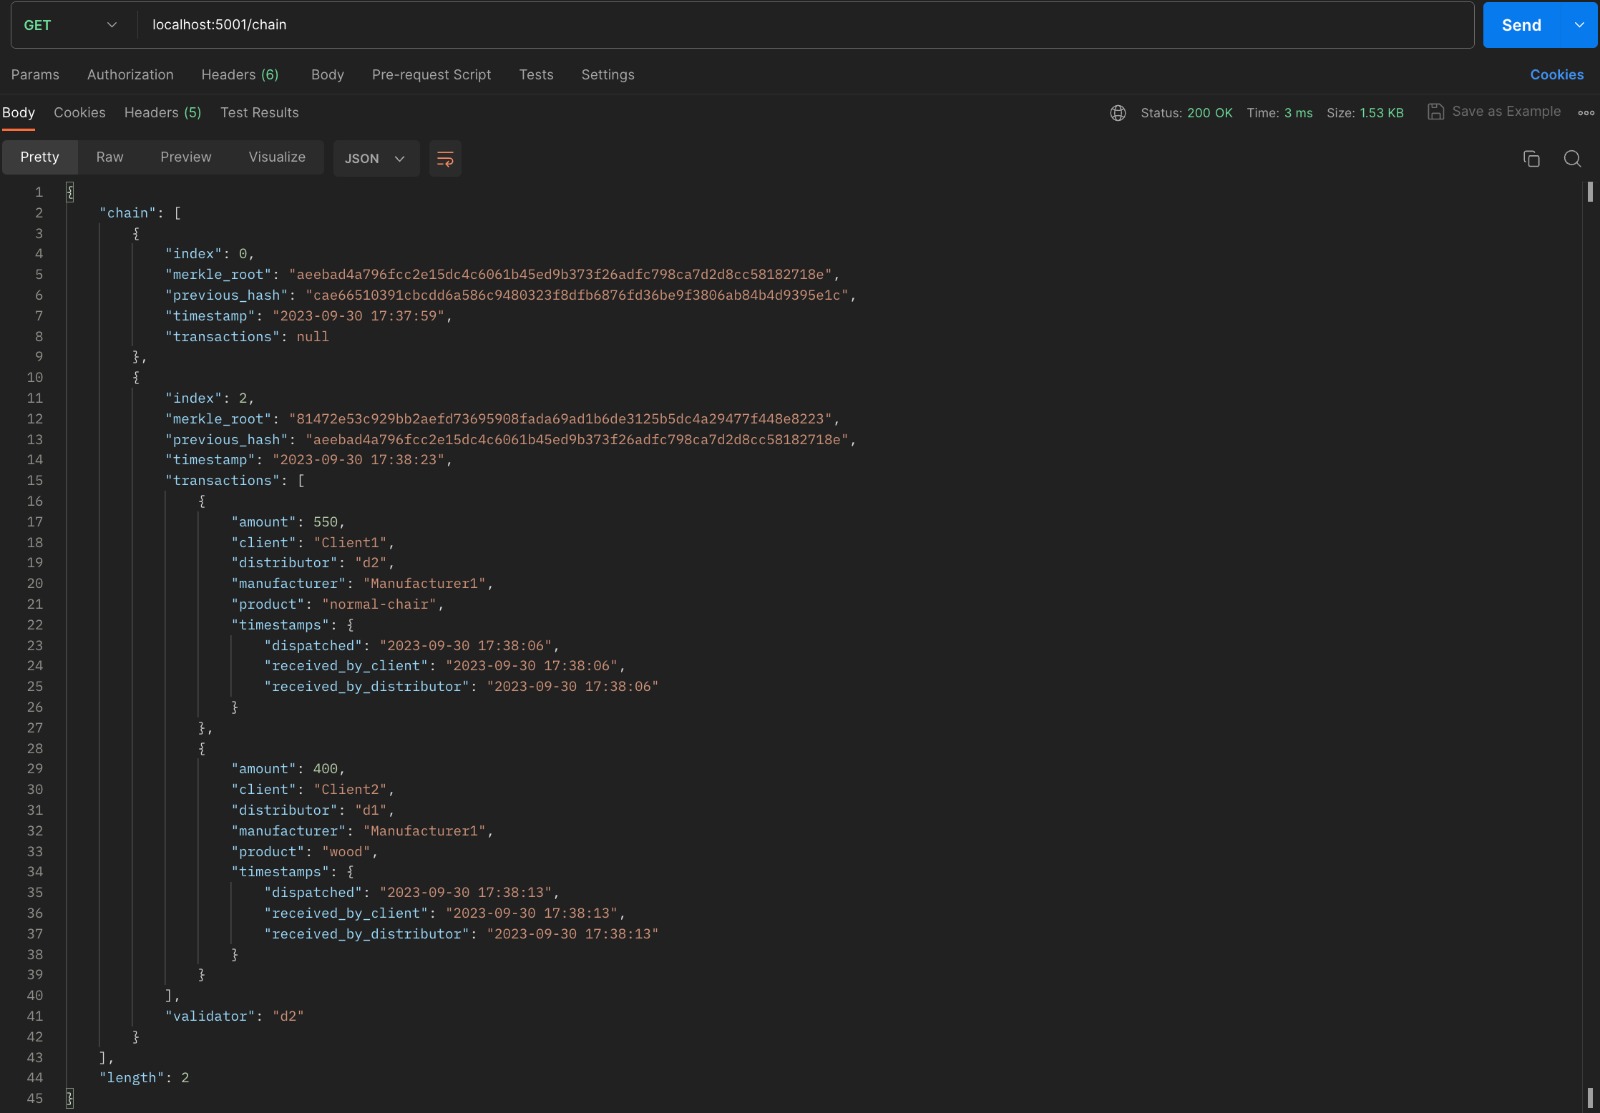 GET localhost:5001/chain Send
Params Authorization Headers (6) Body Pre-request Script Tests Settings Cookies
Body Cookies Headers (5) Test Results Status: 200 OK Time: 3 ms Size: 1.53 KB Save as Example
Pretty Raw Preview Visualize JSON
1 {
2 "chain": [
3 {
4 "index": 0,
5 "merkle_root": "aeebad4a796fcc2e15dc4c6061b45ed9b373f26adfc798ca7d2d8cc58182718e",
6 "previous_hash": "cae66510391cbcdd6a586c9480323f8dfb6876fd36be9f3806ab84b4d9395e1c",
7 "timestamp": "2023-09-30 17:37:59",
8 "transactions": null
9 },
10 {
11 "index": 2,
12 "merkle_root": "81472e53c929bb2aefd73695908fada69ad1b6de3125b5dc4a29477f448e8223",
13 "previous_hash": "aeebad4a796fcc2e15dc4c6061b45ed9b373f26adfc798ca7d2d8cc58182718e",
14 "timestamp": "2023-09-30 17:38:23",
15 "transactions": [
16 {
17 "amount": 550,
18 "client": "Client1",
19 "distributor": "d2",
20 "manufacturer": "Manufacturer1",
21 "product": "normal-chair",
22 "timestamps": {
23 "dispatched": "2023-09-30 17:38:06",
24 "received_by_client": "2023-09-30 17:38:06",
25 "received_by_distributor": "2023-09-30 17:38:06"
26 }
27 },
28 {
29 "amount": 400,
30 "client": "Client2",
31 "distributor": "d1",
32 "manufacturer": "Manufacturer1",
33 "product": "wood",
34 "timestamps": {
35 "dispatched": "2023-09-30 17:38:13",
36 "received_by_client": "2023-09-30 17:38:13",
37 "received_by_distributor": "2023-09-30 17:38:13"
38 }
39 }
40 ],
41 "validator": "d2"
42 }
43 ],
44 "length": 2
45 }